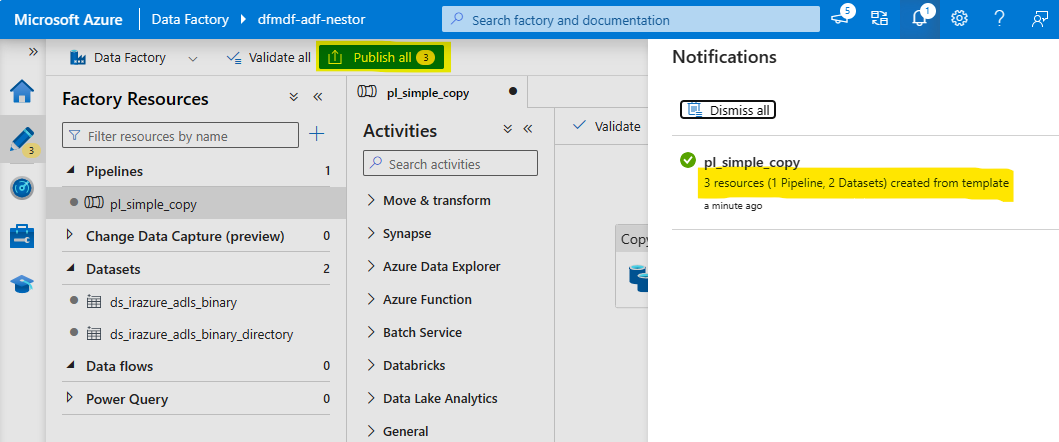 Microsoft Azure
Data Factory
dfmdf-adf-nestor
Search factory and documentation
5
1
Data Factory
Validate all
Publish all 3
3
Factory Resources
Filter resources by name
Pipelines 1
pl_simple_copy
Change Data Capture (preview) 0
Datasets 2
ds_irazure_adls_binary
ds_irazure_adls_binary_directory
Data flows 0
Power Query 0
pl_simple_copy
Activities
Search activities
Move & transform
Synapse
Azure Data Explorer
Azure Function
Batch Service
Databricks
Data Lake Analytics
General
Validate
Copy
Notifications
Dismiss all
pl_simple_copy
3 resources (1 Pipeline, 2 Datasets) created from template
a minute ago